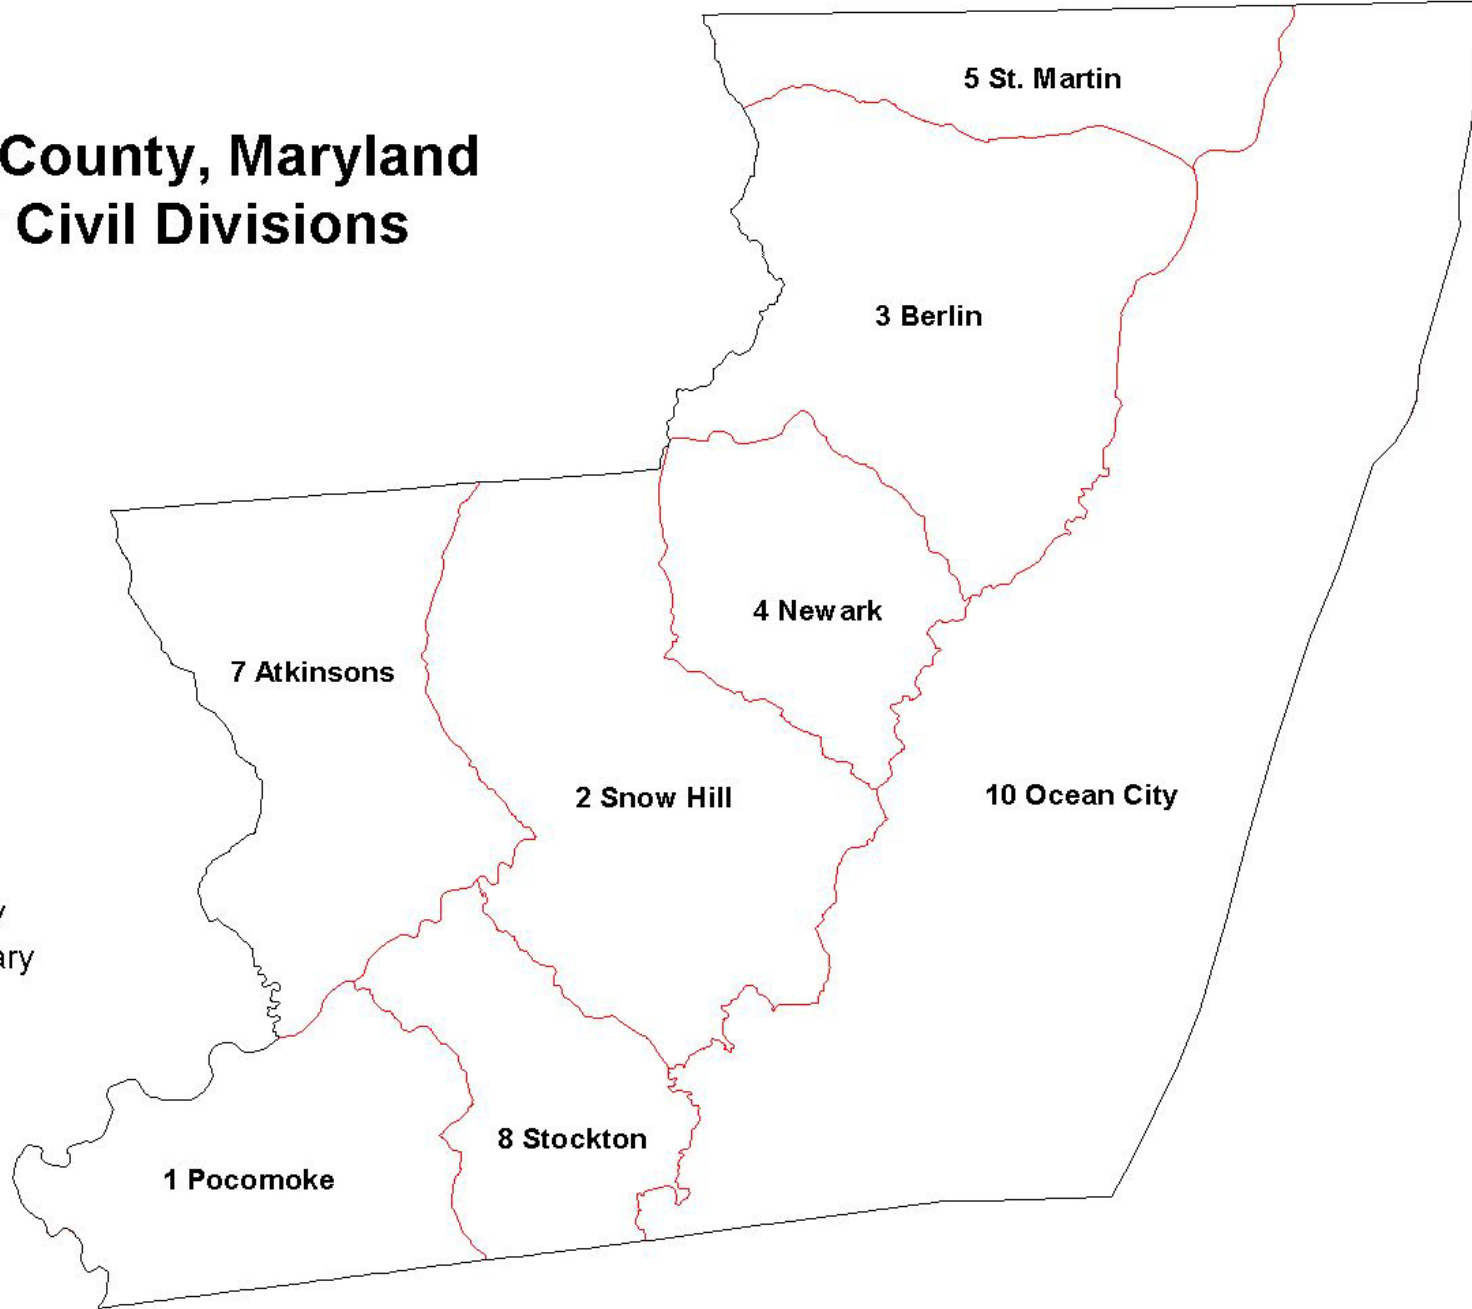 County, Maryland
Civil Divisions
5 St. Martin
3 Berlin
4 Newark
7 Atkinsons
2 Snow Hill
10 Ocean City
8 Stockton
1 Pocomoke